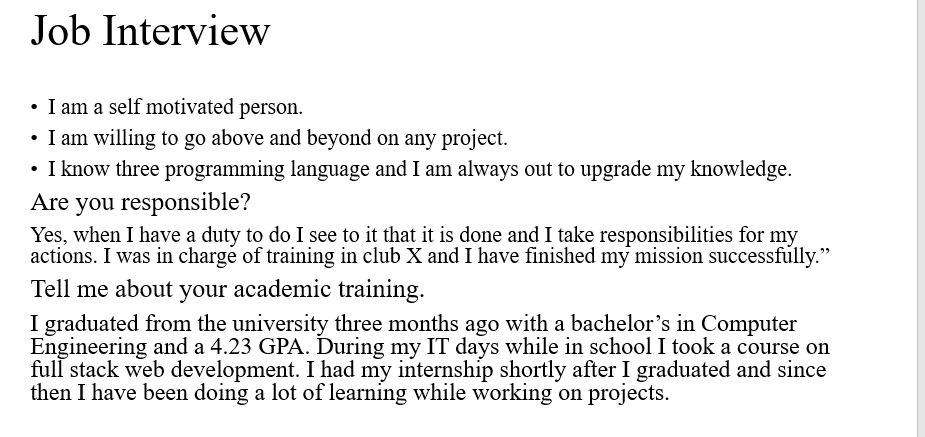 Job Interview
• I am a self motivated person.
• I am willing to go above and beyond on any project.
• I know three programming language and I am always out to upgrade my knowledge.
Are you responsible?
Yes, when I have a duty to do I see to it that it is done and I take responsibilities for my
actions. I was in charge of training in club X and I have finished my mission successfully.”
Tell me about your academic training.
I graduated from the university three months ago with a bachelor’s in Computer
Engineering and a 4.23 GPA. During my IT days while in school I took a course on
full stack web development. I had my internship shortly after I graduated and since
then I have been doing a lot of learning while working on projects.